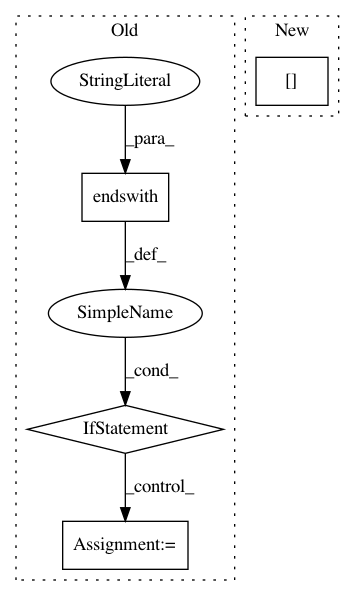 Old
New
StringLiteral
[]
_para_
endswith
_def_
SimpleName
_cond_
IfStatement
_control_
Assignment:=